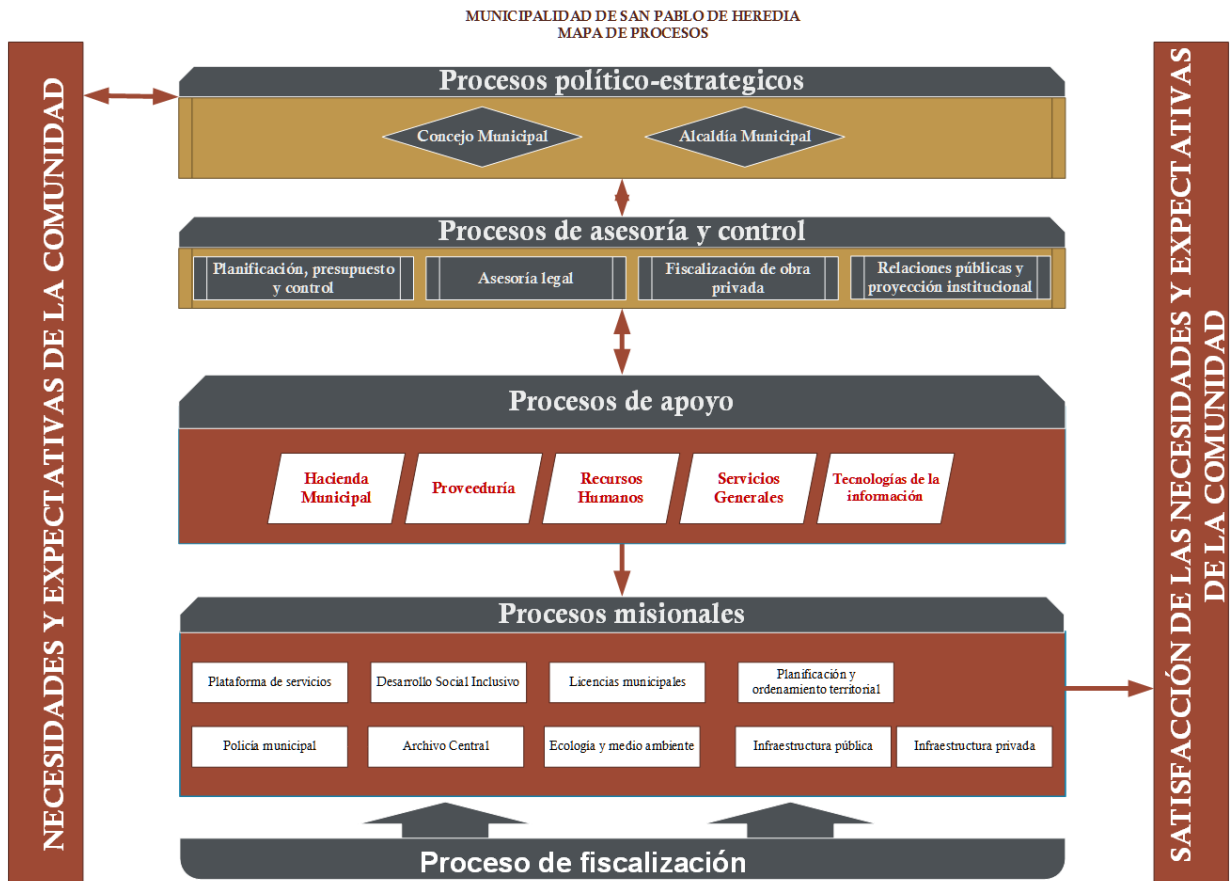 MUNICIPALIDAD DE SAN PABLO DE HEREDIA
MAPA DE PROCESOS
NECESIDADES Y EXPECTATIVAS DE LA COMUNIDAD
Procesos político-estrategicos
Concejo Municipal
Alcaldía Municipal
Procesos de asesoría y control
Planificación, presupuesto
y control
Asesoría legal
Fiscalización de obra
privada
Relaciones públicas y
proyección institucional
Procesos de apoyo
Hacienda
Municipal
Proveeduría
Recursos
Humanos
Servicios
Generales
Tecnologías de la
información
Procesos misionales
Plataforma de servicios
Desarrollo Social Inclusivo
Licencias municipales
Planificación y
ordenamiento territorial
Policía municipal
Archivo Central
Ecología y medio ambiente
Infraestructura pública
Infraestructura privada
Proceso de fiscalización
SATISFACCIÓN DE LAS NECESIDADES Y EXPECTATIVAS
DE LA COMUNIDAD